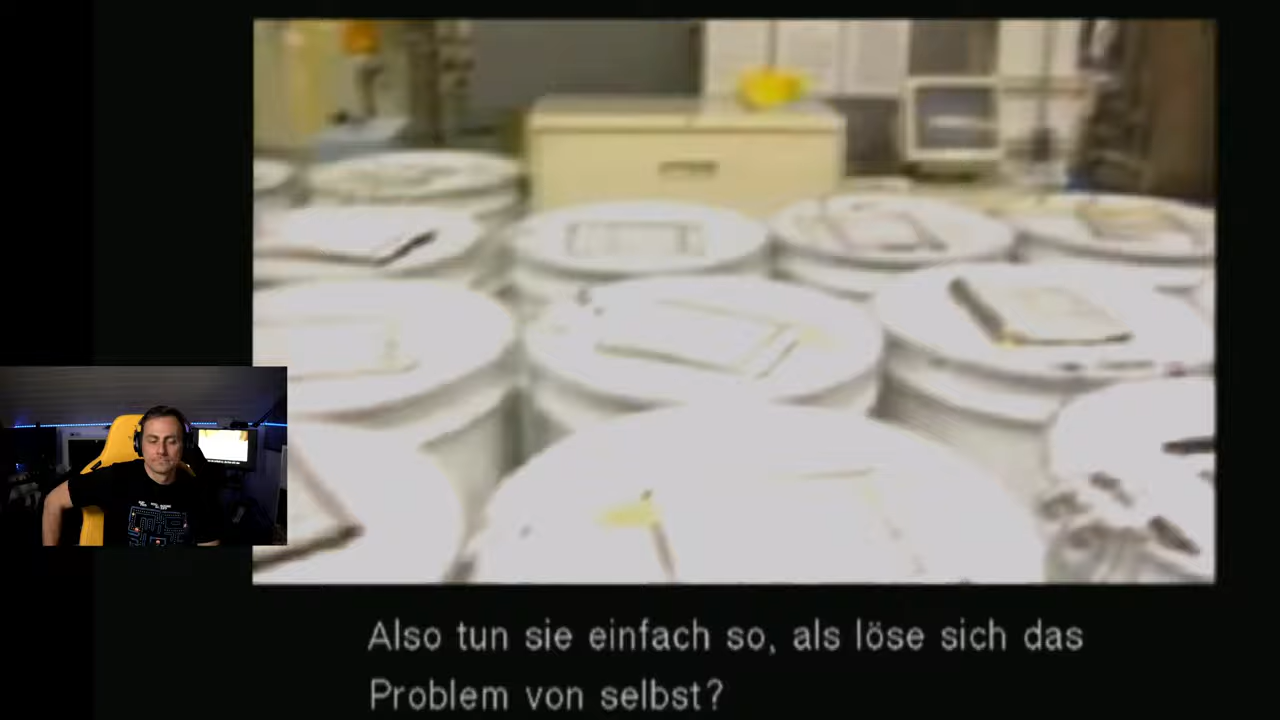 Also tun sie einfach so, als löse sich das
Problem von selbst?